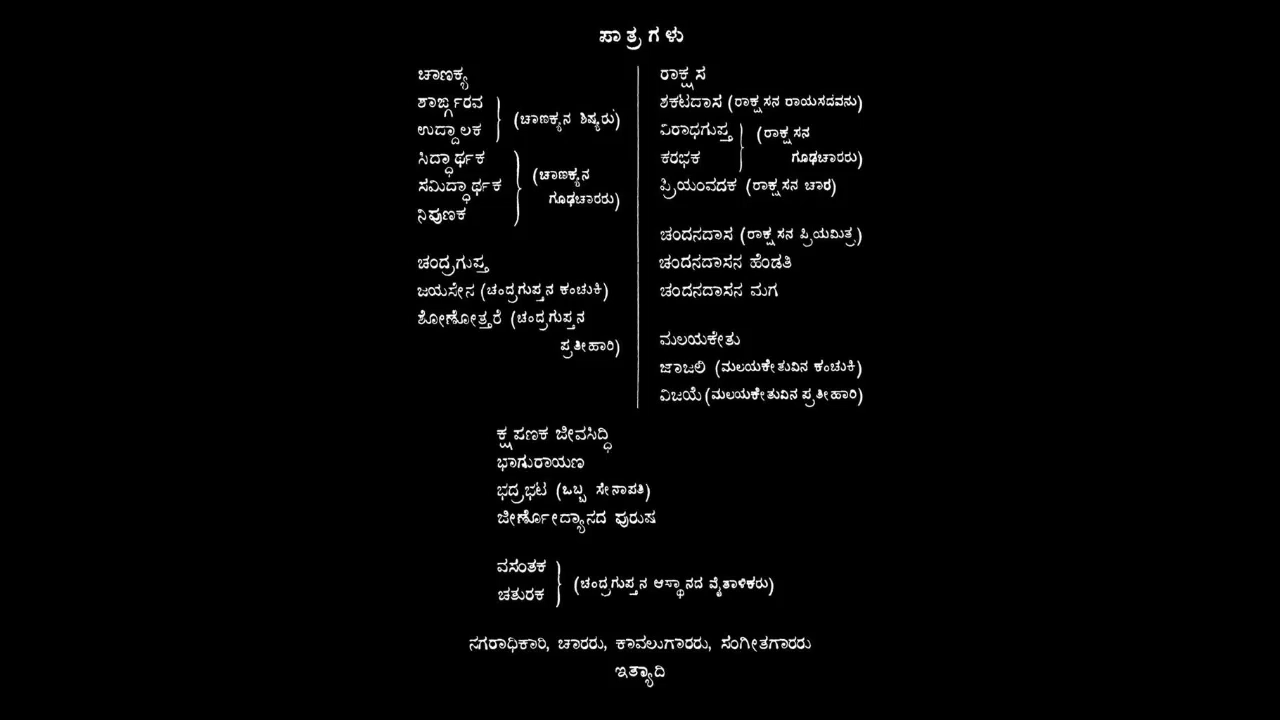 ಪಾತ್ರಗಳು
ಚಾಣಕ್ಯ
ಶಾರ್ಙ್ಗರವ
ಉದ್ದಾಲಕ
(ಚಾಣಕ್ಯನ ಶಿಷ್ಯರು)
ಸಿದ್ಧಾರ್ಥಕ
ಸಮಿದ್ಧಾರ್ಥಕ
ನಿಪುಣಕ
(ಚಾಣಕ್ಯನ
ಗೂಢಚಾರರು)
ಚಂದ್ರಗುಪ್ತ
ಜಯಸೇನ (ಚಂದ್ರಗುಪ್ತನ ಕಂಚುಕಿ)
ಶೋಣೋತ್ತರೆ (ಚಂದ್ರಗುಪ್ತನ
ಪ್ರತೀಹಾರಿ)
ರಾಕ್ಷಸ
ಶಕಟದಾಸ (ರಾಕ್ಷಸನ ರಾಯಸದವನು)
ವಿರಾಧಗುಪ್ತ
ಕರಭಕ
(ರಾಕ್ಷಸನ
ಗೂಢಚಾರರು)
ಪ್ರಿಯಂವದಕ (ರಾಕ್ಷಸನ ಚಾರ)
ಚಂದನದಾಸ (ರಾಕ್ಷಸನ ಪ್ರಿಯಮಿತ್ರ)
ಚಂದನದಾಸನ ಹೆಂಡತಿ
ಚಂದನದಾಸನ ಮಗ
ಮಲಯಕೇತು
ಜಾಜಲಿ (ಮಲಯಕೇತುವಿನ ಕಂಚುಕಿ)
ವಿಜಯೆ (ಮಲಯಕೇತುವಿನ ಪ್ರತೀಹಾರಿ)
ಕ್ಷಪಣಕ ಜೀವಸಿದ್ಧಿ
ಭಾಗುರಾಯಣ
ಭದ್ರಭಟ (ಒಬ್ಬ ಸೇನಾಪತಿ)
ಜೀರ್ಣೋದ್ಯಾನದ ಪುರುಷ
ವಸಂತಕ
ಚತುರಕ
(ಚಂದ್ರಗುಪ್ತನ ಆಸ್ಥಾನದ ವೈತಾಳಿಕರು)
ನಗರಾಧಿಕಾರಿ, ಚಾರರು, ಕಾವಲುಗಾರರು, ಸಂಗೀತಗಾರರು
ಇತ್ಯಾದಿ